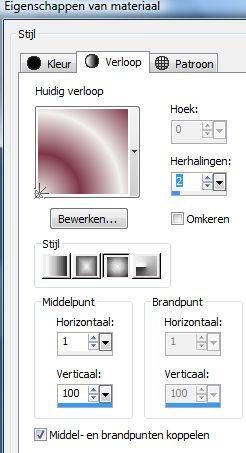 Eigenschappen van materiaal
Stijl
Kleur Verloop Patroon
Huidig verloop
Hoek:
0
Herhalingen:
2
Bewerken...
Omkeren
Stijl
Middelpunt Brandpunt
Horizontaal: Horizontaal:
1 1
Verticaal: Verticaal:
100 100
Middel- en brandpunten koppelen